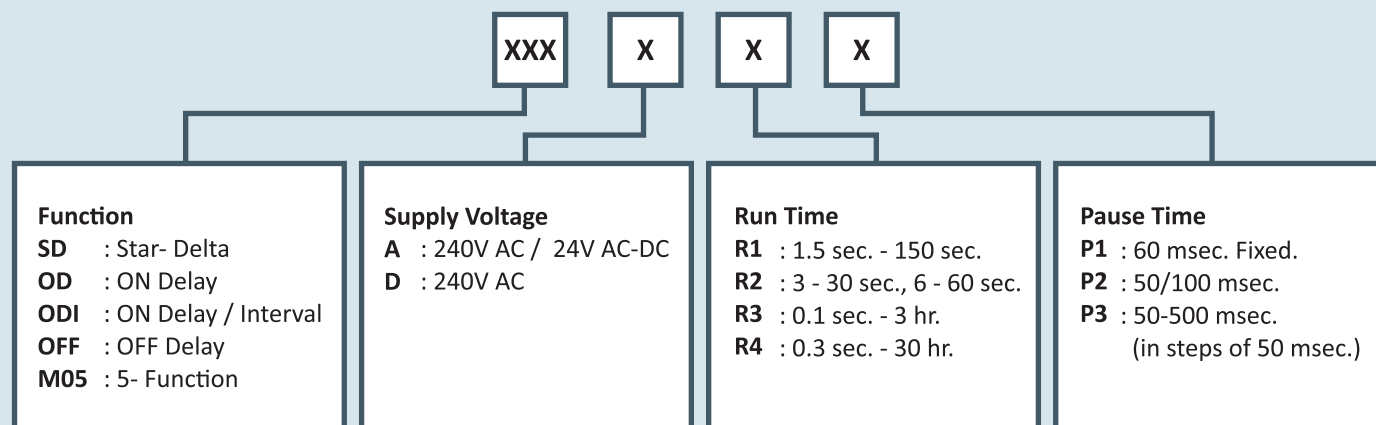 XXX X X X
Function
SD : Star- Delta
OD : ON Delay
ODI : ON Delay / Interval
OFF : OFF Delay
M05 : 5- Function
Supply Voltage
A : 240V AC / 24V AC-DC
D : 240V AC
Run Time
R1 : 1.5 sec. - 150 sec.
R2 : 3 - 30 sec., 6 - 60 sec.
R3 : 0.1 sec. - 3 hr.
R4 : 0.3 sec. - 30 hr.
Pause Time
P1 : 60 msec. Fixed.
P2 : 50/100 msec.
P3 : 50-500 msec.
(in steps of 50 msec.)